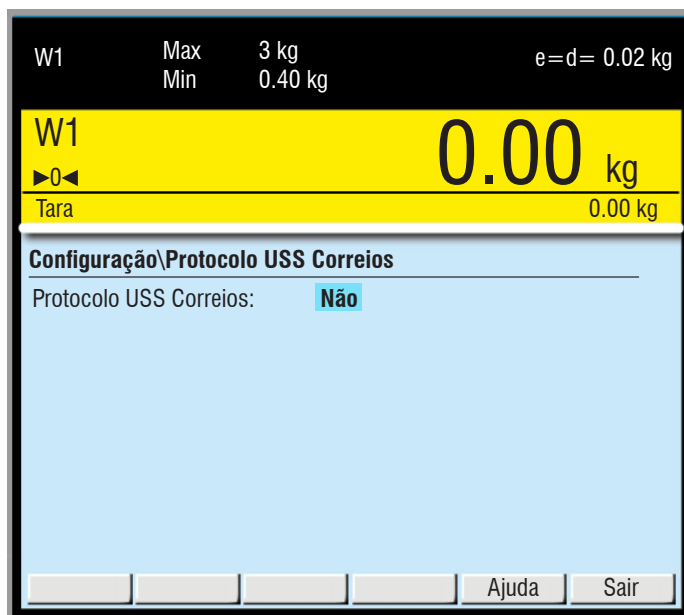 W1 Max 3 kg e=d= 0.02 kg
Min 0.40 kg
W1 0.00 kg
►0◄
Tara 0.00 kg
Configuração\Protocolo USS Correios
Protocolo USS Correios: Não
Ajuda Sair